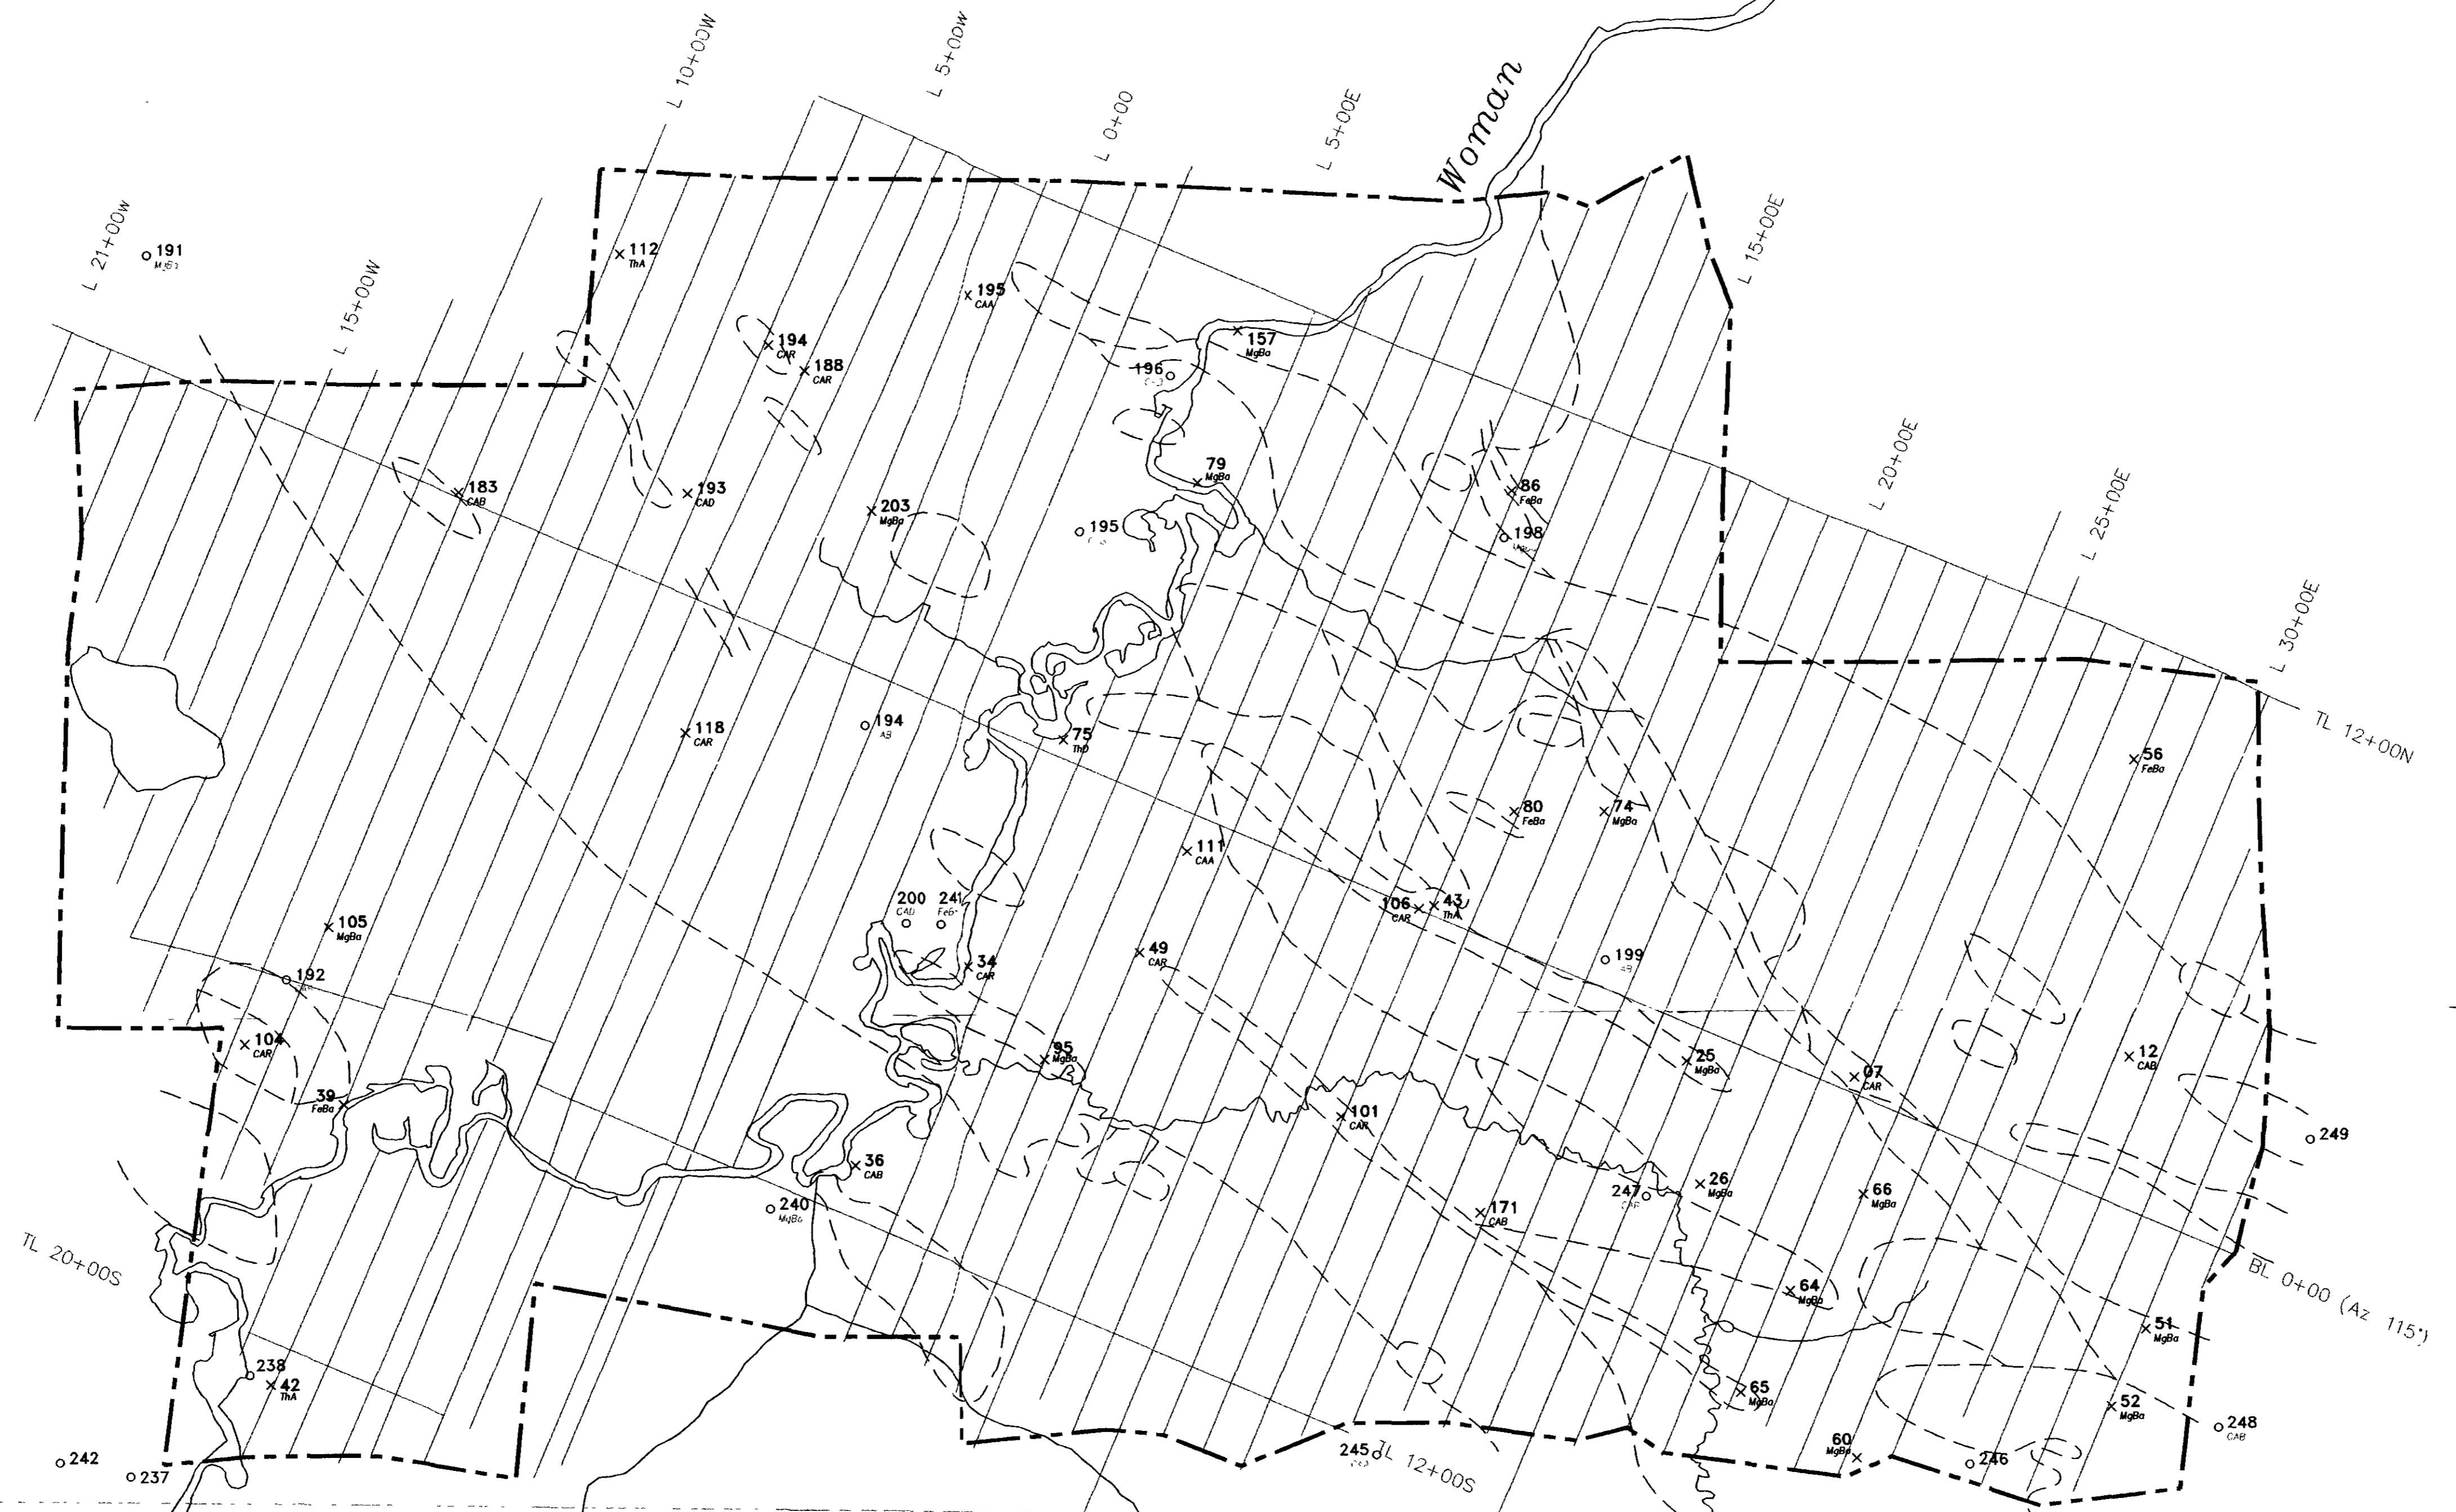 L 21+00W
L 15+00W
L 10+00W
L 5+00W
L 0+00
L 5+00E
Woman
L 15+00E
L 20+00E
L 25+00E
L 30+00E
191
112
ThA
195
CAA
194
CAR
188
CAR
157
MgBa
196
183
CAB
193
CAD
203
MgBa
79
MgBa
195
86
FeBa
198
118
CAR
194
AB
75
ThD
TL 12+00N
56
FeBa
80
FeBa
74
MgBa
111
CAA
200
241
106
CAR
43
ThA
105
MgBa
49
CAR
34
CAR
199
AB
192
104
CAR
95
MgBa
25
MgBa
07
CAR
12
CAB
39
FeBa
101
CAR
249
36
CAB
26
MgBa
247
66
MgBa
240
MgBa
171
CAB
TL 20+00S
BL 0+00 (Az 115°)
64
MgBa
51
MgBa
238
42
ThA
65
MgBa
52
MgBa
248
CAB
60
MgBa
245
TL 12+00S
246
242
237